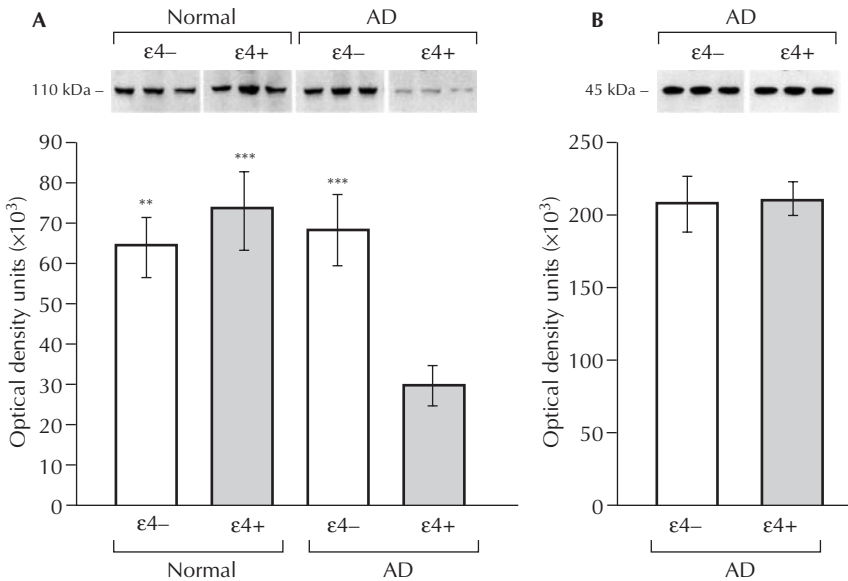 A
Normal
AD
ε4–
ε4+
ε4–
ε4+
110 kDa –
Optical density units (×10³)
90
80
70
60
50
40
30
20
10
0
**
***
***
ε4–
ε4+
ε4–
ε4+
Normal
AD
B
AD
ε4–
ε4+
45 kDa –
Optical density units (×10³)
250
200
150
100
50
0
ε4–
ε4+
AD